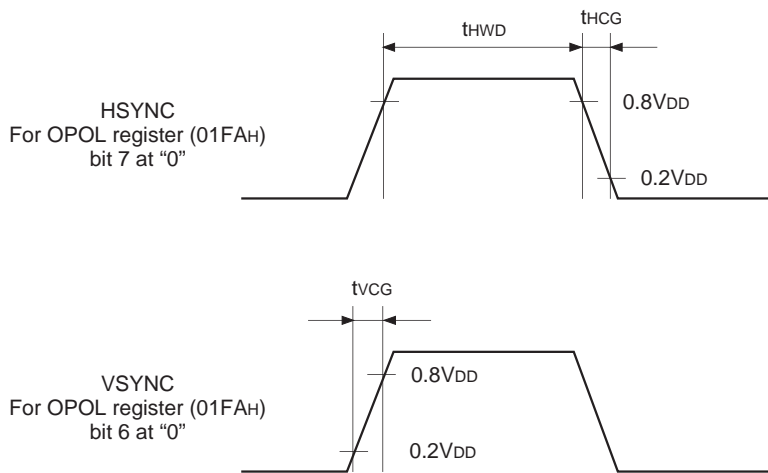 tHWD
tHCG
HSYNC
For OPOL register (01FAH)
bit 7 at “0”
0.8VDD
0.2VDD
tVCG
VSYNC
For OPOL register (01FAH)
bit 6 at “0”
0.8VDD
0.2VDD